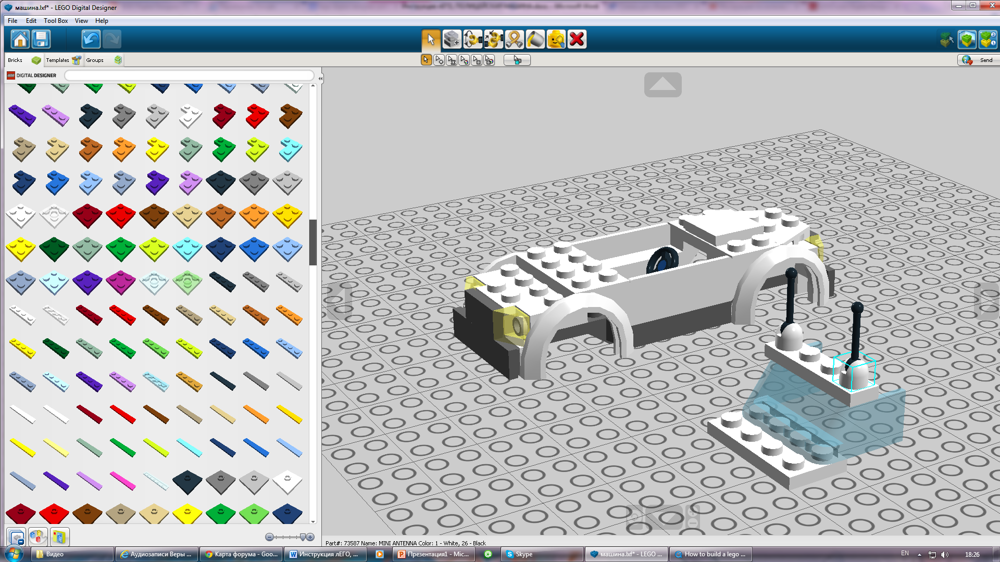 машина.lxf* - LEGO Digital Designer
File Edit Tool Box View Help
Bricks Templates Groups
Send
LEGO DIGITAL DESIGNER
Part#: 73587 Name: MINI ANTENNA Color: 1 - White, 26 - Black
Видео
Аудиозаписи Веры ...
Карта форума - Goo...
Инструкция лЕГО, ...
Презентация1 - Mic...
Skype
машина.lxf* - LEGO ...
How to build a lego ...
EN
18:26